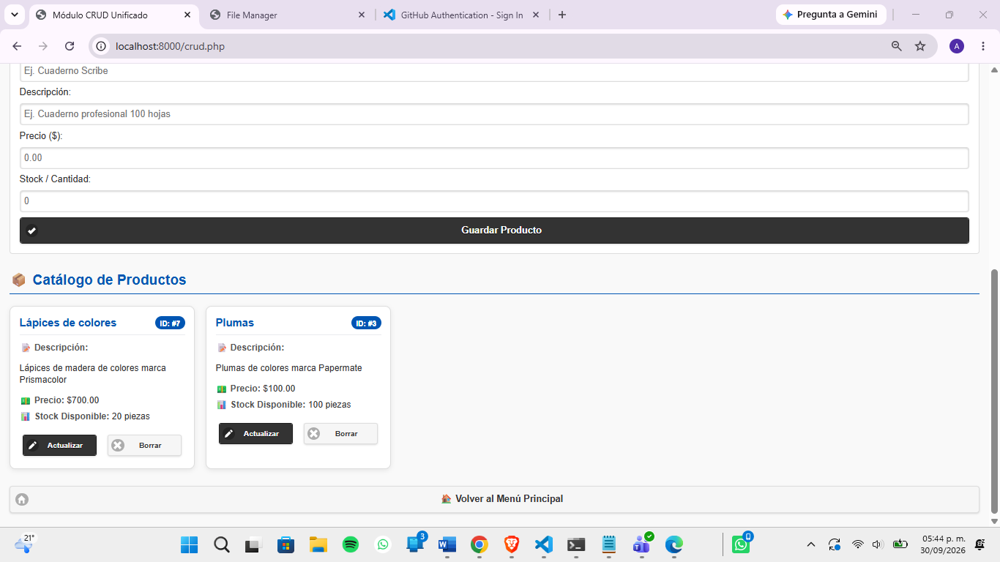 Módulo CRUD Unificado
File Manager
GitHub Authentication - Sign In
Pregunta a Gemini
localhost:8000/crud.php
A
Ej. Cuaderno Scribe
Descripción:
Ej. Cuaderno profesional 100 hojas
Precio ($):
0.00
Stock / Cantidad:
0
Guardar Producto
Catálogo de Productos
Lápices de colores
ID: #7
Descripción:
Lápices de madera de colores marca
Prismacolor
Precio: $700.00
Stock Disponible: 20 piezas
Actualizar
Borrar
Plumas
ID: #3
Descripción:
Plumas de colores marca Papermate
Precio: $100.00
Stock Disponible: 100 piezas
Actualizar
Borrar
Volver al Menú Principal
21°
3
05:44 p. m.
30/09/2026